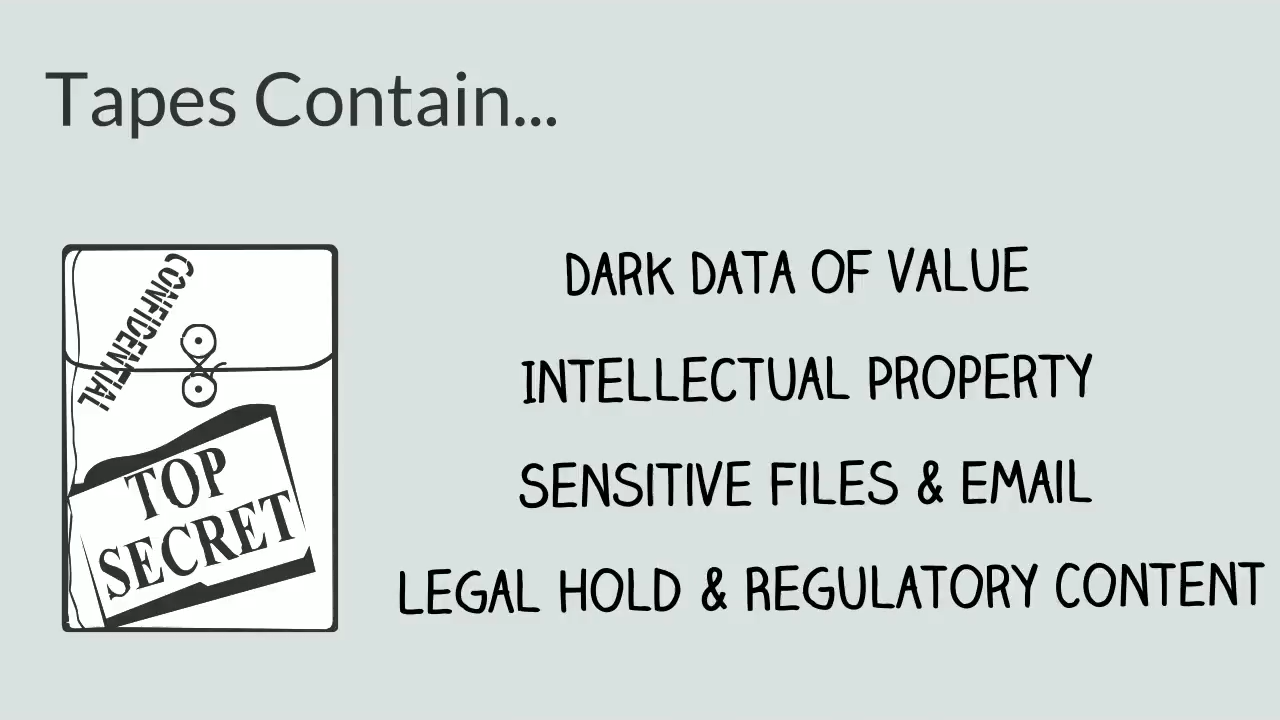 Tapes Contain...
CONFIDENTIAL
TOP
SECRET
DARK DATA OF VALUE
INTELLECTUAL PROPERTY
SENSITIVE FILES & EMAIL
LEGAL HOLD & REGULATORY CONTENT